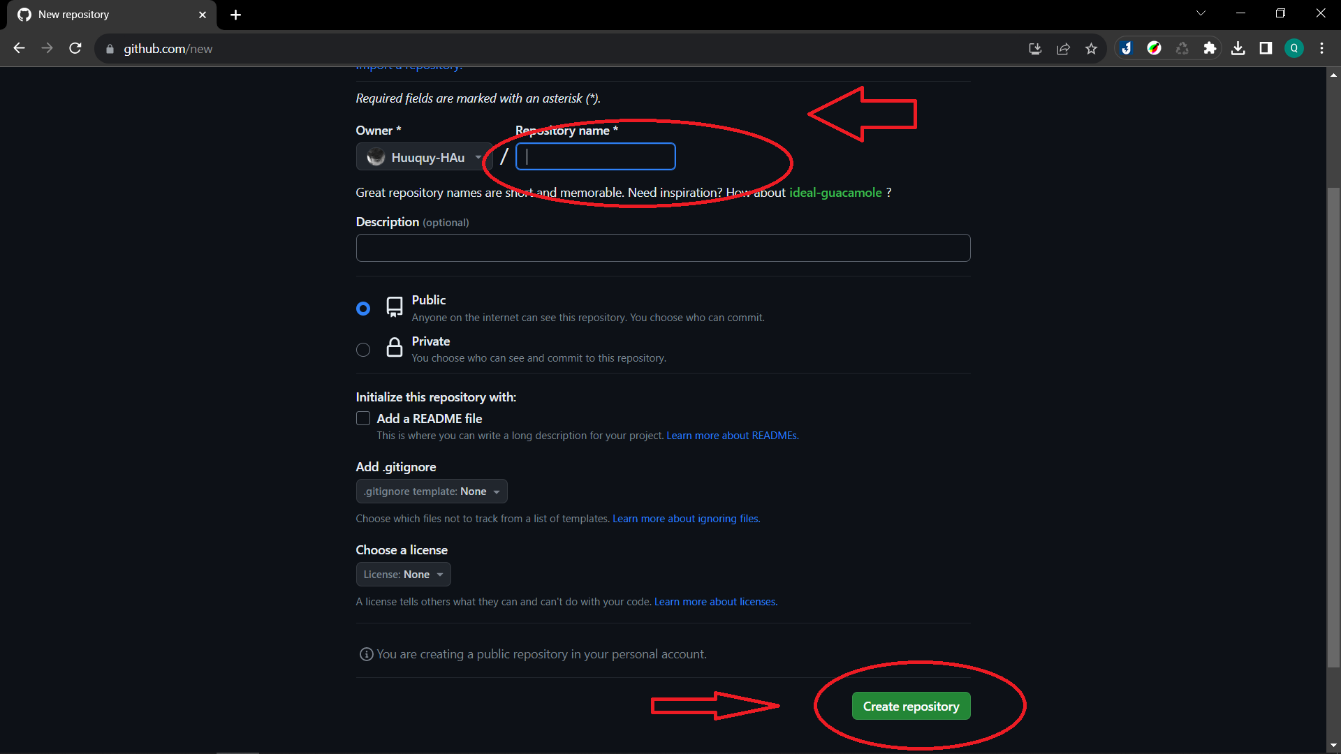 New repository
github.com/new
Import a repository.
Required fields are marked with an asterisk (*).
Owner * Repository name *
Huuquy-HAu /
Great repository names are short and memorable. Need inspiration? How about ideal-guacamole ?
Description (optional)
Public
Anyone on the internet can see this repository. You choose who can commit.
Private
You choose who can see and commit to this repository.
Initialize this repository with:
Add a README file
This is where you can write a long description for your project. Learn more about READMEs.
Add .gitignore
.gitignore template: None
Choose which files not to track from a list of templates. Learn more about ignoring files.
Choose a license
License: None
A license tells others what they can and can't do with your code. Learn more about licenses.
You are creating a public repository in your personal account.
Create repository
Q